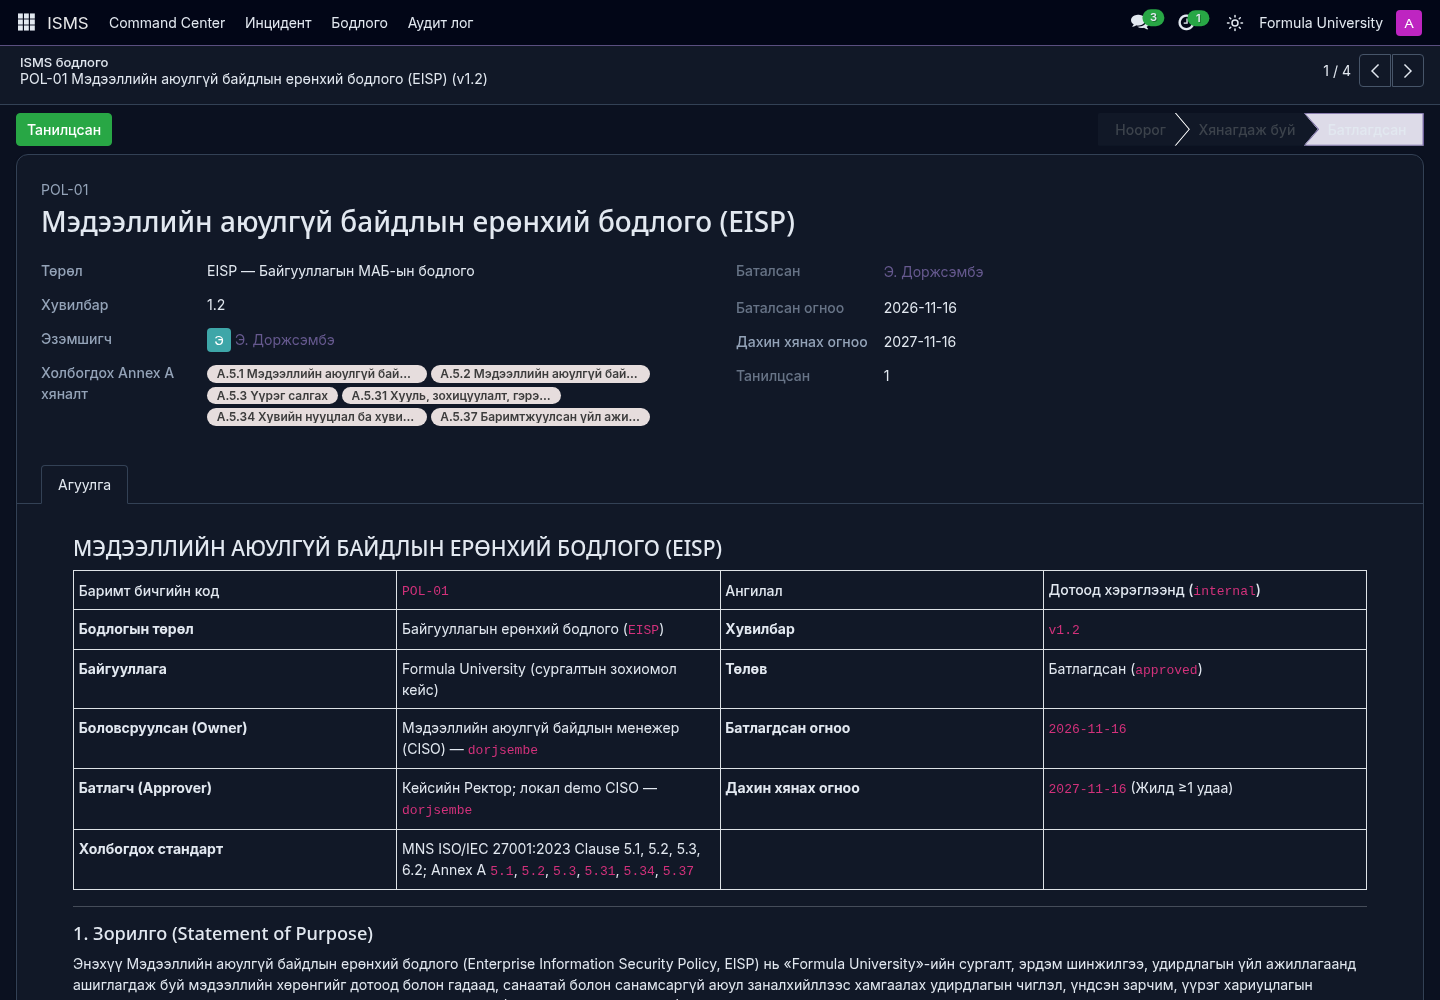 ISMS Command Center Инцидент Бодлого Аудит лог 3 1 Formula University A
ISMS бодлого
POL-01 Мэдээллийн аюулгүй байдлын ерөнхий бодлого (EISP) (v1.2)
1 / 4
Танилцсан
Ноорог Хянагдаж буй Батлагдсан
POL-01
Мэдээллийн аюулгүй байдлын ерөнхий бодлого (EISP)
Төрөл EISP — Байгууллагын МАБ-ын бодлого
Хувилбар 1.2
Эзэмшигч Э Э. Доржсэмбэ
Холбогдох Annex A хяналт
A.5.1 Мэдээллийн аюулгүй бай... A.5.2 Мэдээллийн аюулгүй бай...
A.5.3 Үүрэг салгах A.5.31 Хууль, зохицуулалт, гэрэ...
A.5.34 Хувийн нууцлал ба хуви... A.5.37 Баримтжуулсан үйл ажи...
Баталсан Э. Доржсэмбэ
Баталсан огноо 2026-11-16
Дахин хянах огноо 2027-11-16
Танилцсан 1
Агуулга
МЭДЭЭЛЛИЙН АЮУЛГҮЙ БАЙДЛЫН ЕРӨНХИЙ БОДЛОГО (EISP)
Баримт бичгийн код POL-01 Ангилал Дотоод хэрэглээнд (internal)
Бодлогын төрөл Байгууллагын ерөнхий бодлого (EISP) Хувилбар v1.2
Байгууллага Formula University (сургалтын зохиомол кейс) Төлөв Батлагдсан (approved)
Боловсруулсан (Owner) Мэдээллийн аюулгүй байдлын менежер (CISO) — dorjsembe Батлагдсан огноо 2026-11-16
Батлагч (Approver) Кейсийн Ректор; локал demo CISO — dorjsembe Дахин хянах огноо 2027-11-16 (Жилд ≥1 удаа)
Холбогдох стандарт MNS ISO/IEC 27001:2023 Clause 5.1, 5.2, 5.3, 6.2; Annex A 5.1, 5.2, 5.3, 5.31, 5.34, 5.37
1. Зорилго (Statement of Purpose)
Энэхүү Мэдээллийн аюулгүй байдлын ерөнхий бодлого (Enterprise Information Security Policy, EISP) нь «Formula University»-ийн сургалт, эрдэм шинжилгээ, удирдлагын үйл ажиллагаанд
ашиглагдаж буй мэдээллийн хөрөнгийг дотоод болон гадаад, санаатай болон санамсаргүй аюул заналхийллээс хамгаалах удирдлагын чиглэл, үндсэн зарчим, үүрэг хариуцлагын